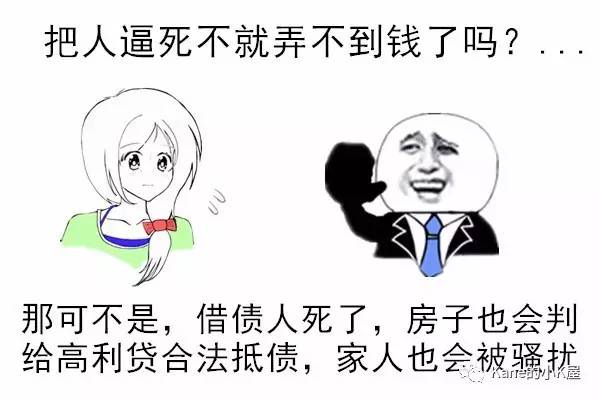 把人逼死不就弄不到钱了吗？...
那可不是，借债人死了，房子也会判
给高利贷合法抵债，家人也会被骚扰
Karre的小K屋